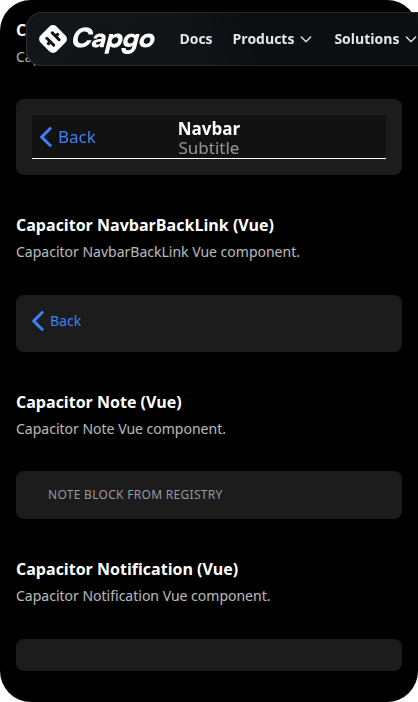 Capgo Docs Products Solutions
Back
Navbar
Subtitle
Capacitor NavbarBackLink (Vue)
Capacitor NavbarBackLink Vue component.
Back
Capacitor Note (Vue)
Capacitor Note Vue component.
NOTE BLOCK FROM REGISTRY
Capacitor Notification (Vue)
Capacitor Notification Vue component.